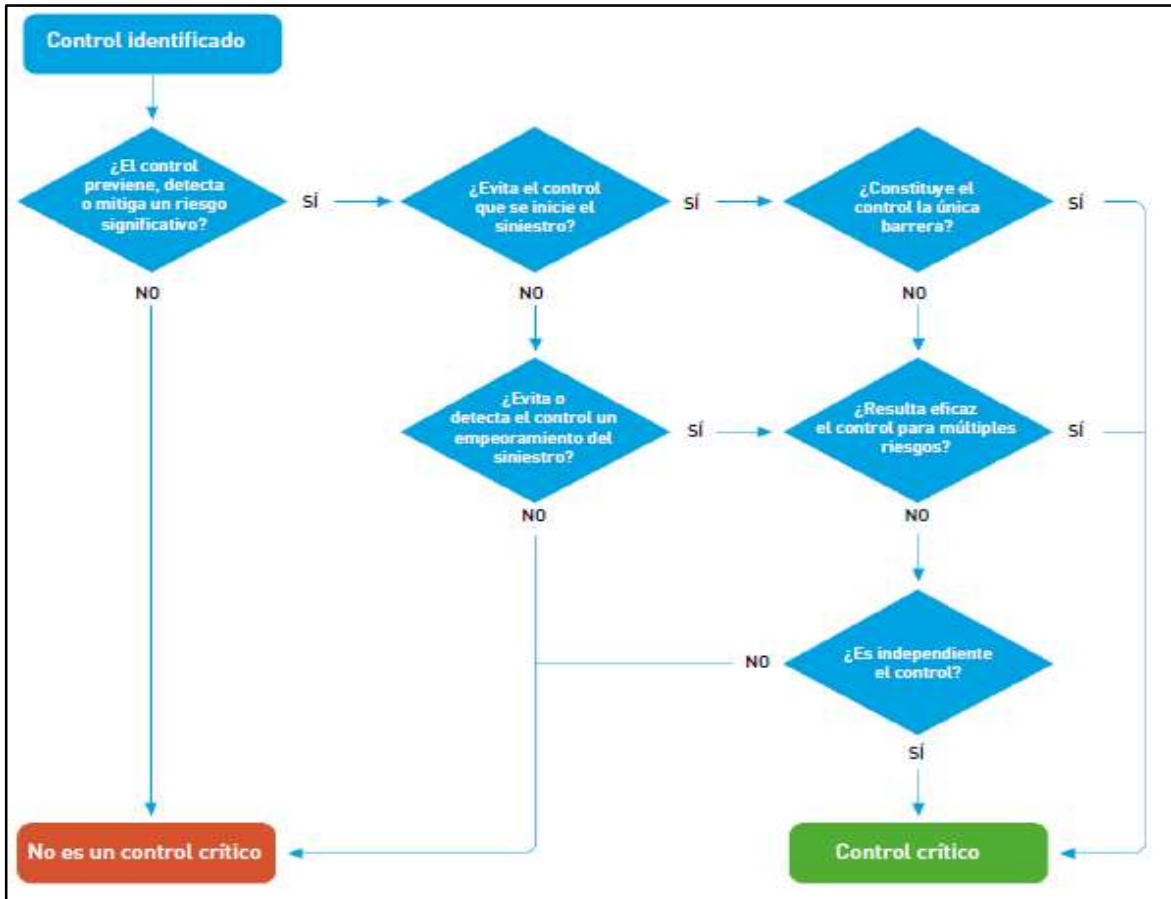 Control identificado
¿El control
previene, detecta
o mitiga un riesgo
significativo?
SÍ
¿Evita el control
que se inicie el
siniestro?
SÍ
¿Constituye el
control la única
barrera?
SÍ
NO
NO
NO
¿Evita o
detecta el control un
empeoramiento del
siniestro?
SÍ
¿Resulta eficaz
el control para múltiples
riesgos?
SÍ
NO
NO
NO
¿Es independiente
el control?
SÍ
No es un control crítico
Control crítico